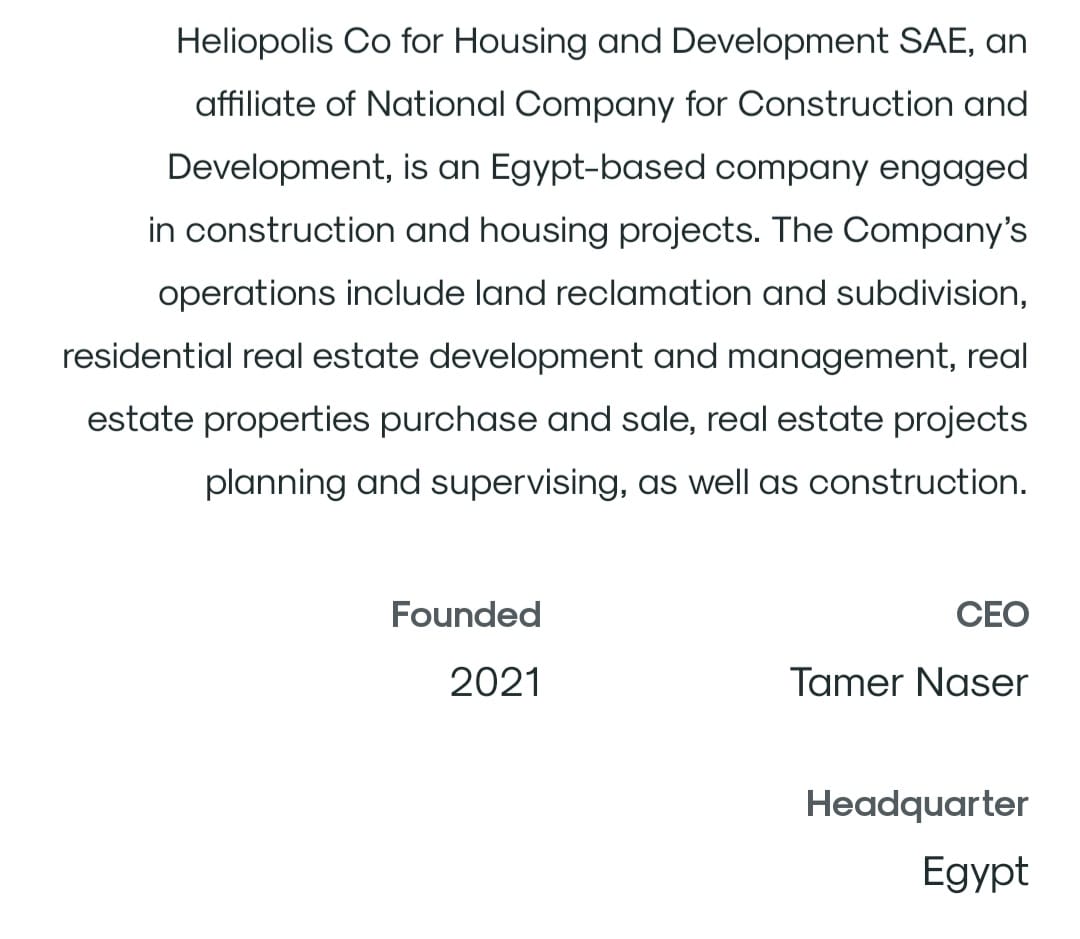 Heliopolis Co for Housing and Development SAE, an
affiliate of National Company for Construction and
Development, is an Egypt-based company engaged
in construction and housing projects. The Company’s
operations include land reclamation and subdivision,
residential real estate development and management, real
estate properties purchase and sale, real estate projects
planning and supervising, as well as construction.
Founded
CEO
2021
Tamer Naser
Headquarter
Egypt